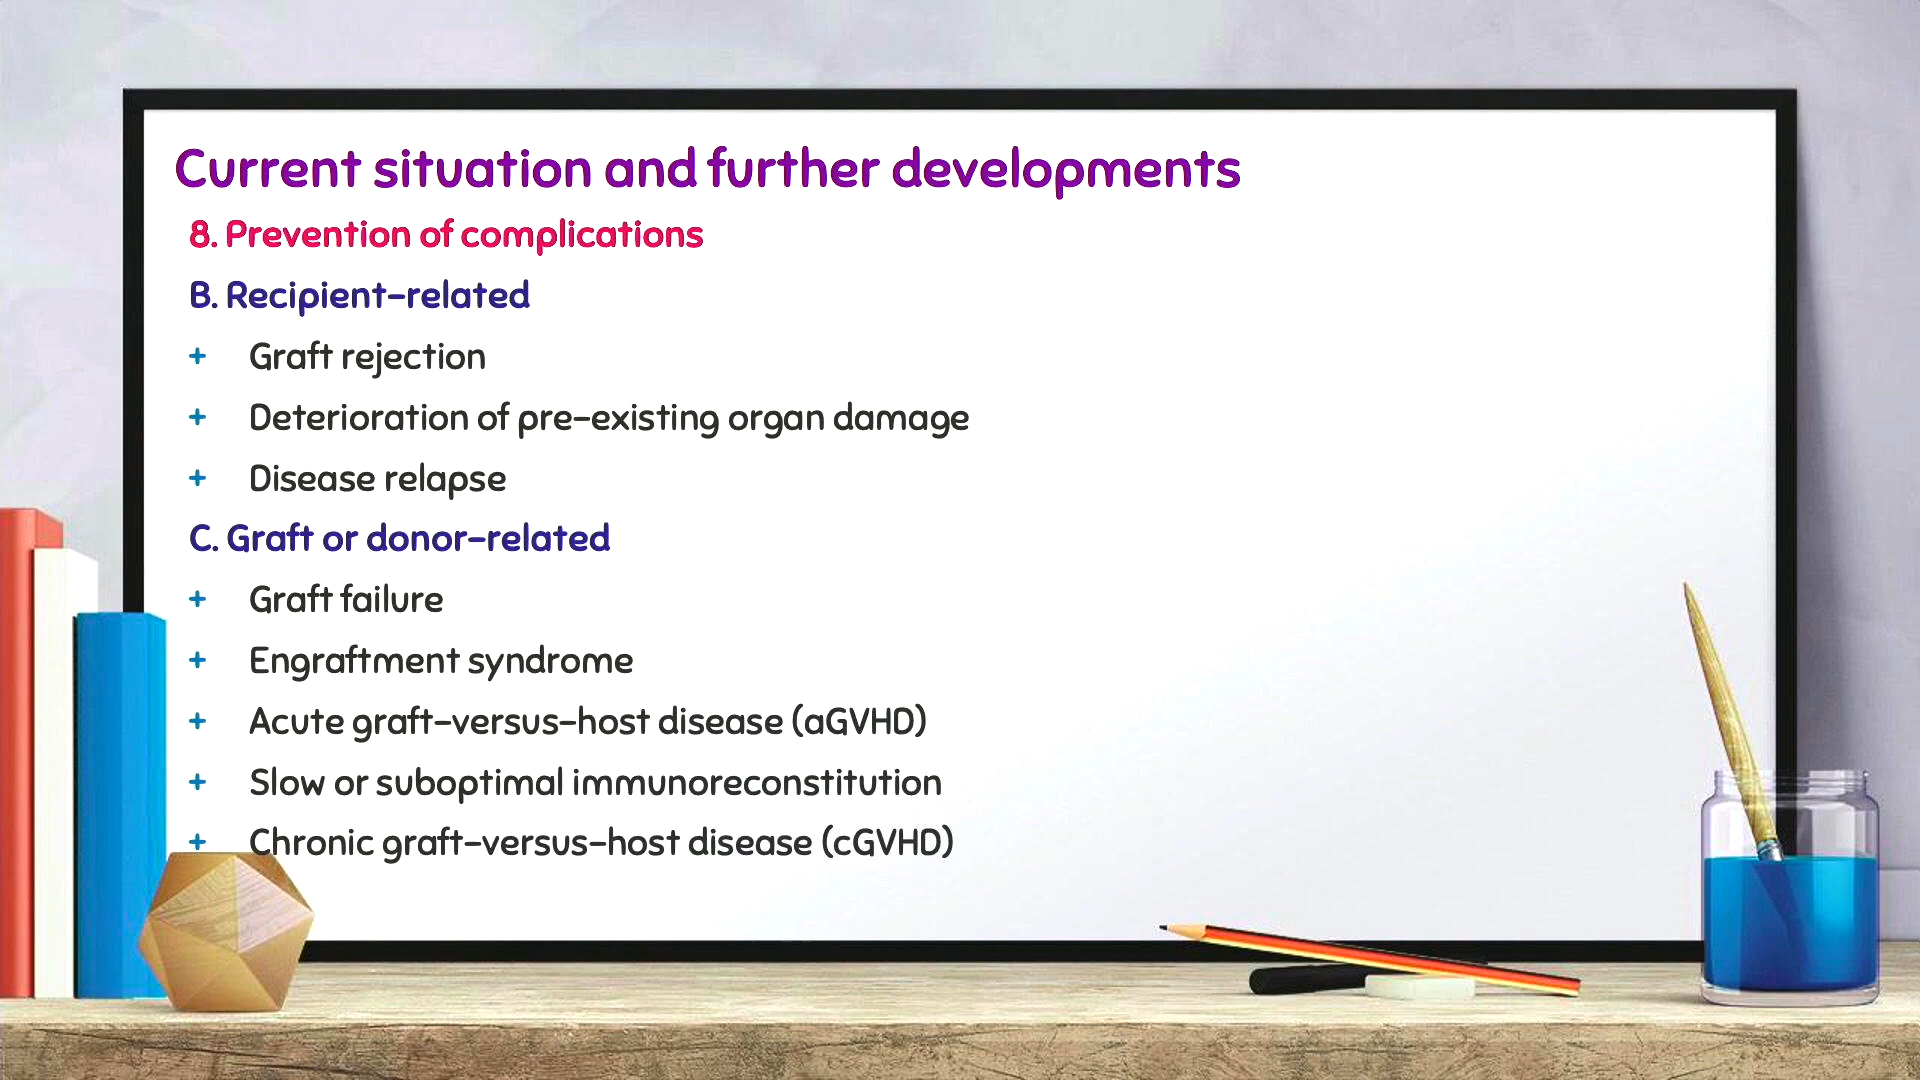 Current situation and further developments
8. Prevention of complications
B. Recipient-related
+ Graft rejection
+ Deterioration of pre-existing organ damage
+ Disease relapse
C. Graft or donor-related
+ Graft failure
+ Engraftment syndrome
+ Acute graft-versus-host disease (aGVHD)
+ Slow or suboptimal immunoreconstitution
+ Chronic graft-versus-host disease (cGVHD)